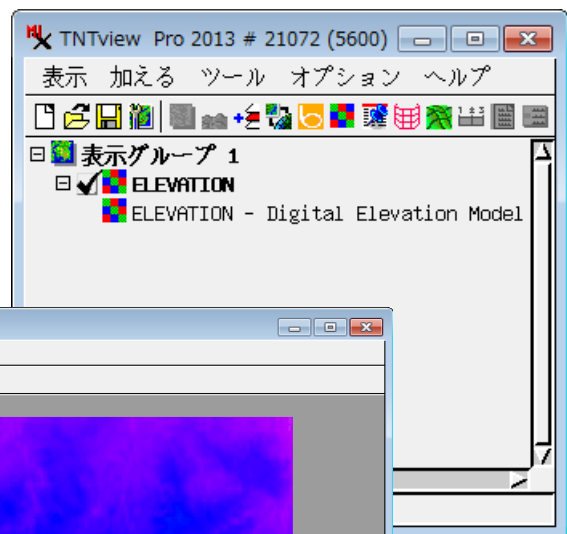 TNTview Pro 2013 # 21072 (5600)
表示 加える ツール オプション ヘルプ
表示グループ 1
ELEVATION
ELEVATION - Digital Elevation Model